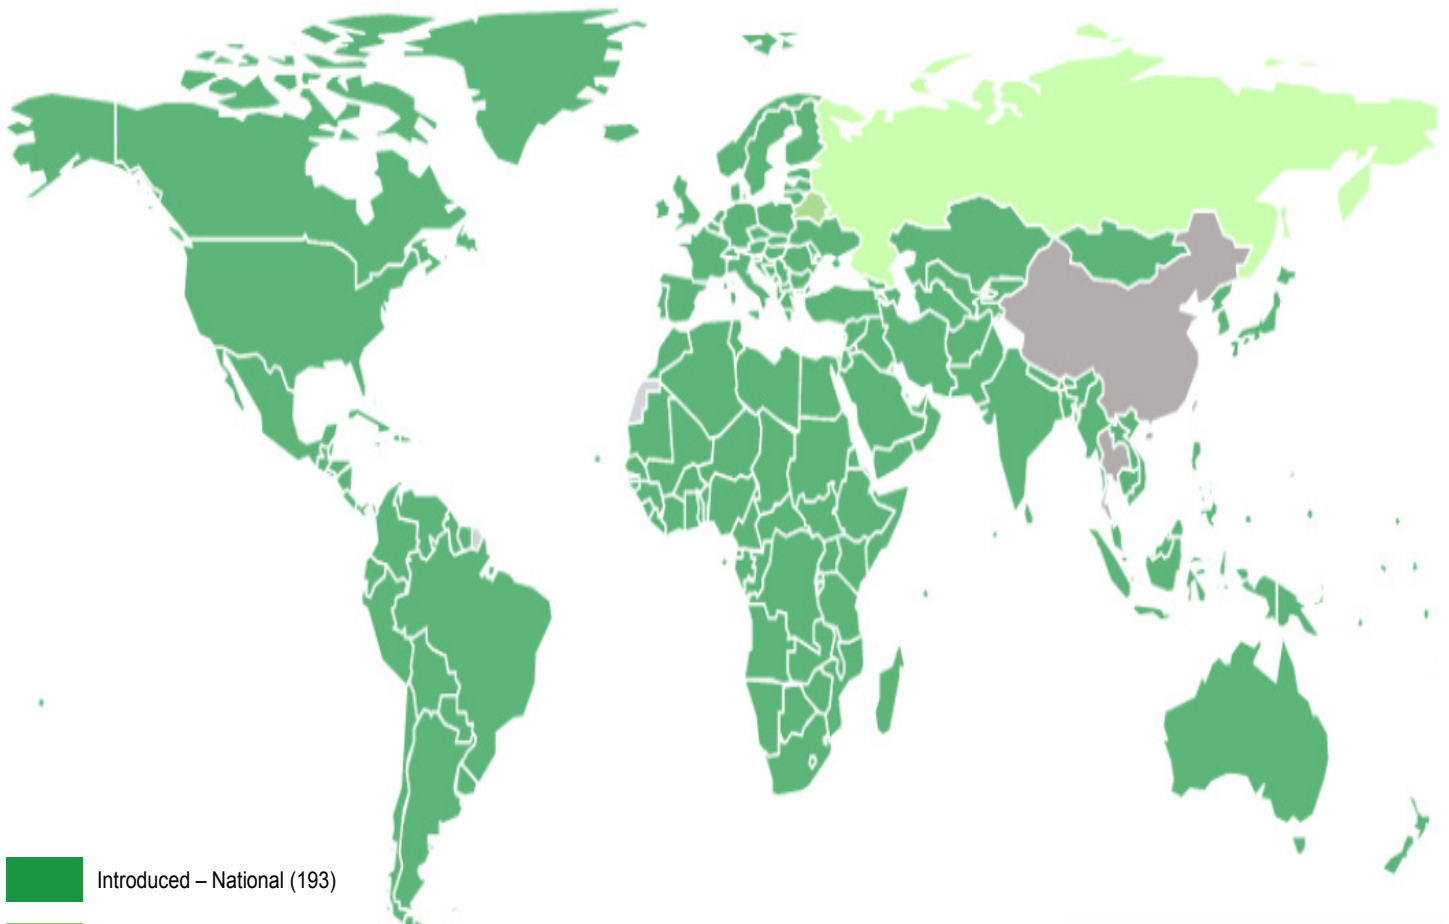 Introduced – National (193)